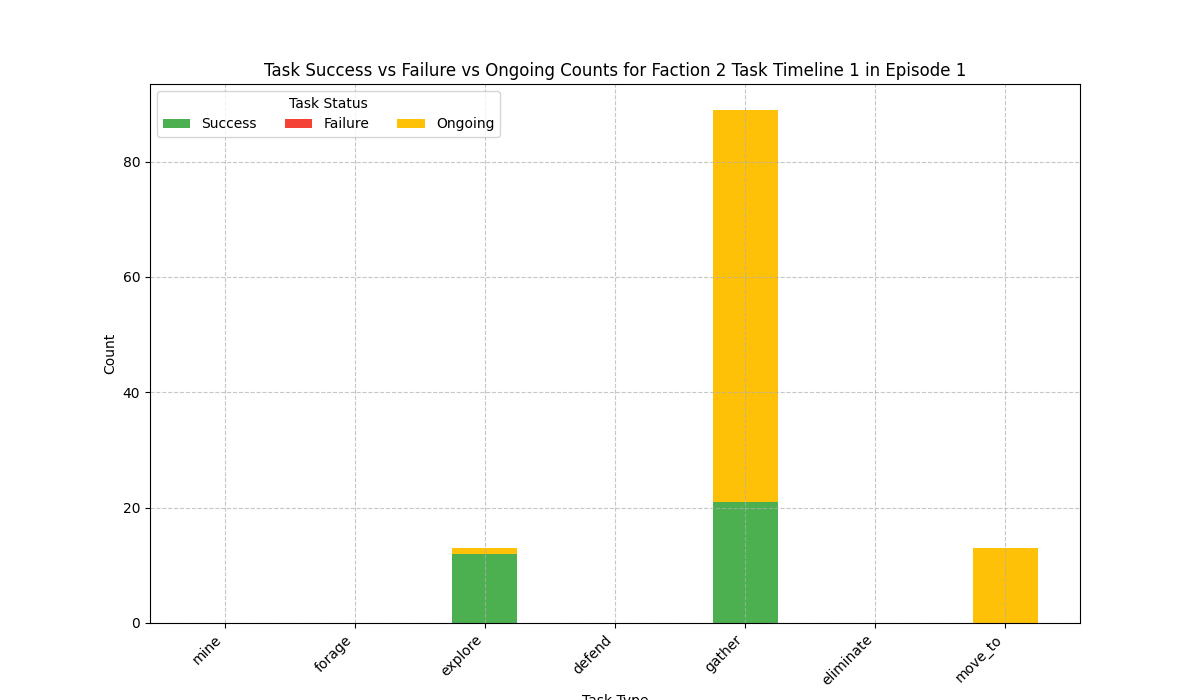 Task Success vs Failure vs Ongoing Counts for Faction 2 Task Timeline 1 in Episode 1
Task Status
Success Failure Ongoing
80
60
40
20
0
Count
mine
forage
explore
defend
gather
eliminate
move_to
Task Type